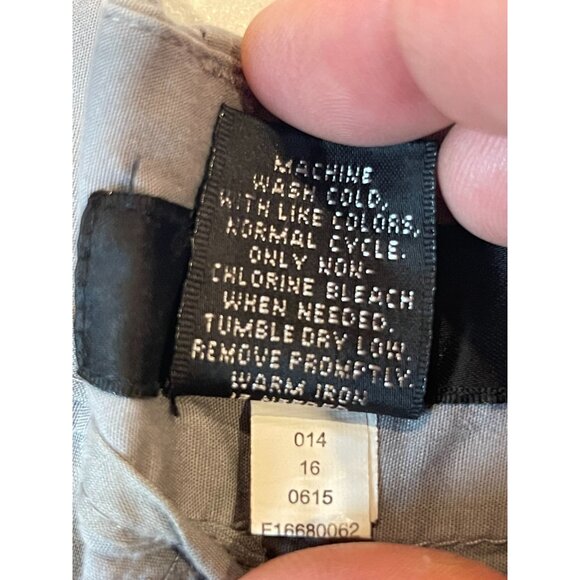 MACHINE
WASH COLD,
WITH LIKE COLORS,
NORMAL CYCLE.
ONLY NON-
CHLORINE BLEACH
WHEN NEEDED.
TUMBLE DRY LOW.
REMOVE PROMPTLY.
WARM IRON
014
16
0615
F16680062